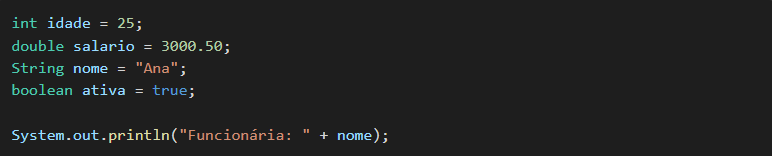 int idade = 25;
double salario = 3000.50;
String nome = "Ana";
boolean ativa = true;
System.out.println("Funcionária: " + nome);